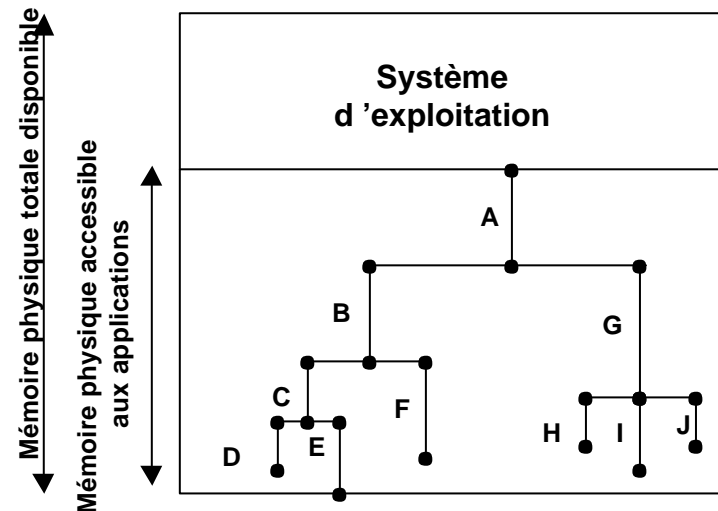 Mémoire physique totale disponible
Mémoire physique accessible
aux applications
Système
d ’exploitation
A
B
G
C
F
D
E
H
I
J